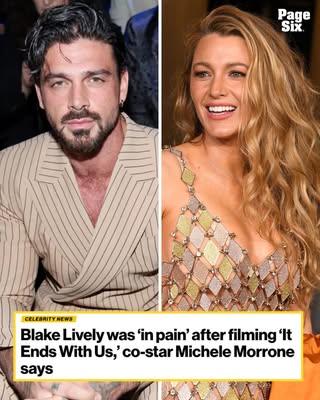 Page
Six.
CELEBRITY NEWS
Blake Lively was ‘in pain’ after filming ‘It
Ends With Us,’ co-star Michele Morrone
says